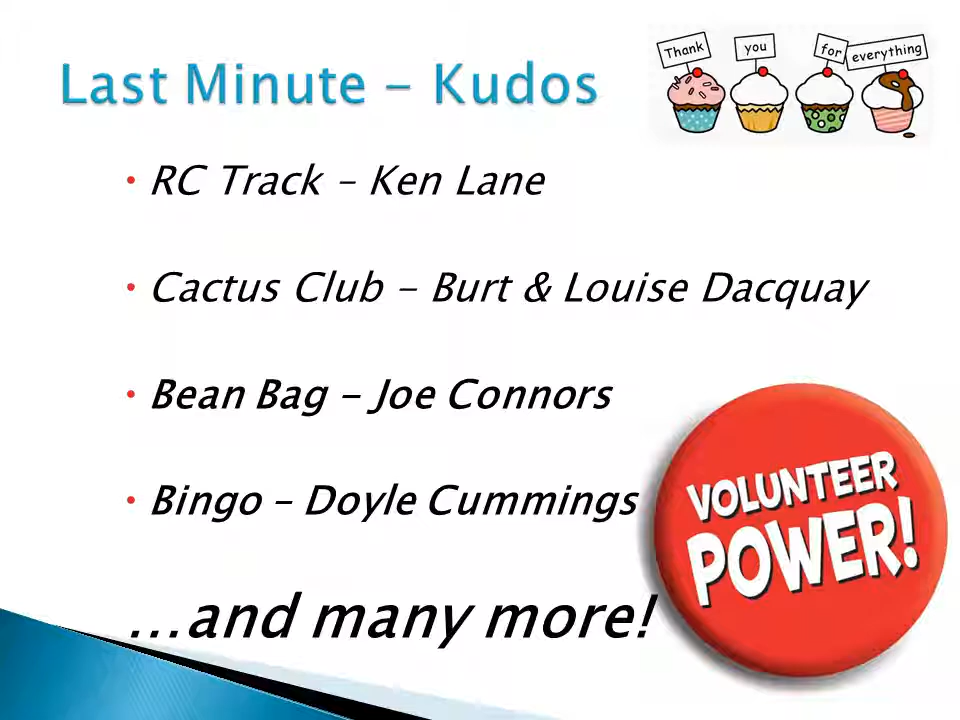 Last Minute - Kudos
Thank you for everything
• RC Track – Ken Lane
• Cactus Club - Burt & Louise Dacquay
• Bean Bag - Joe Connors
• Bingo – Doyle Cummings
VOLUNTEER
POWER!
...and many more!